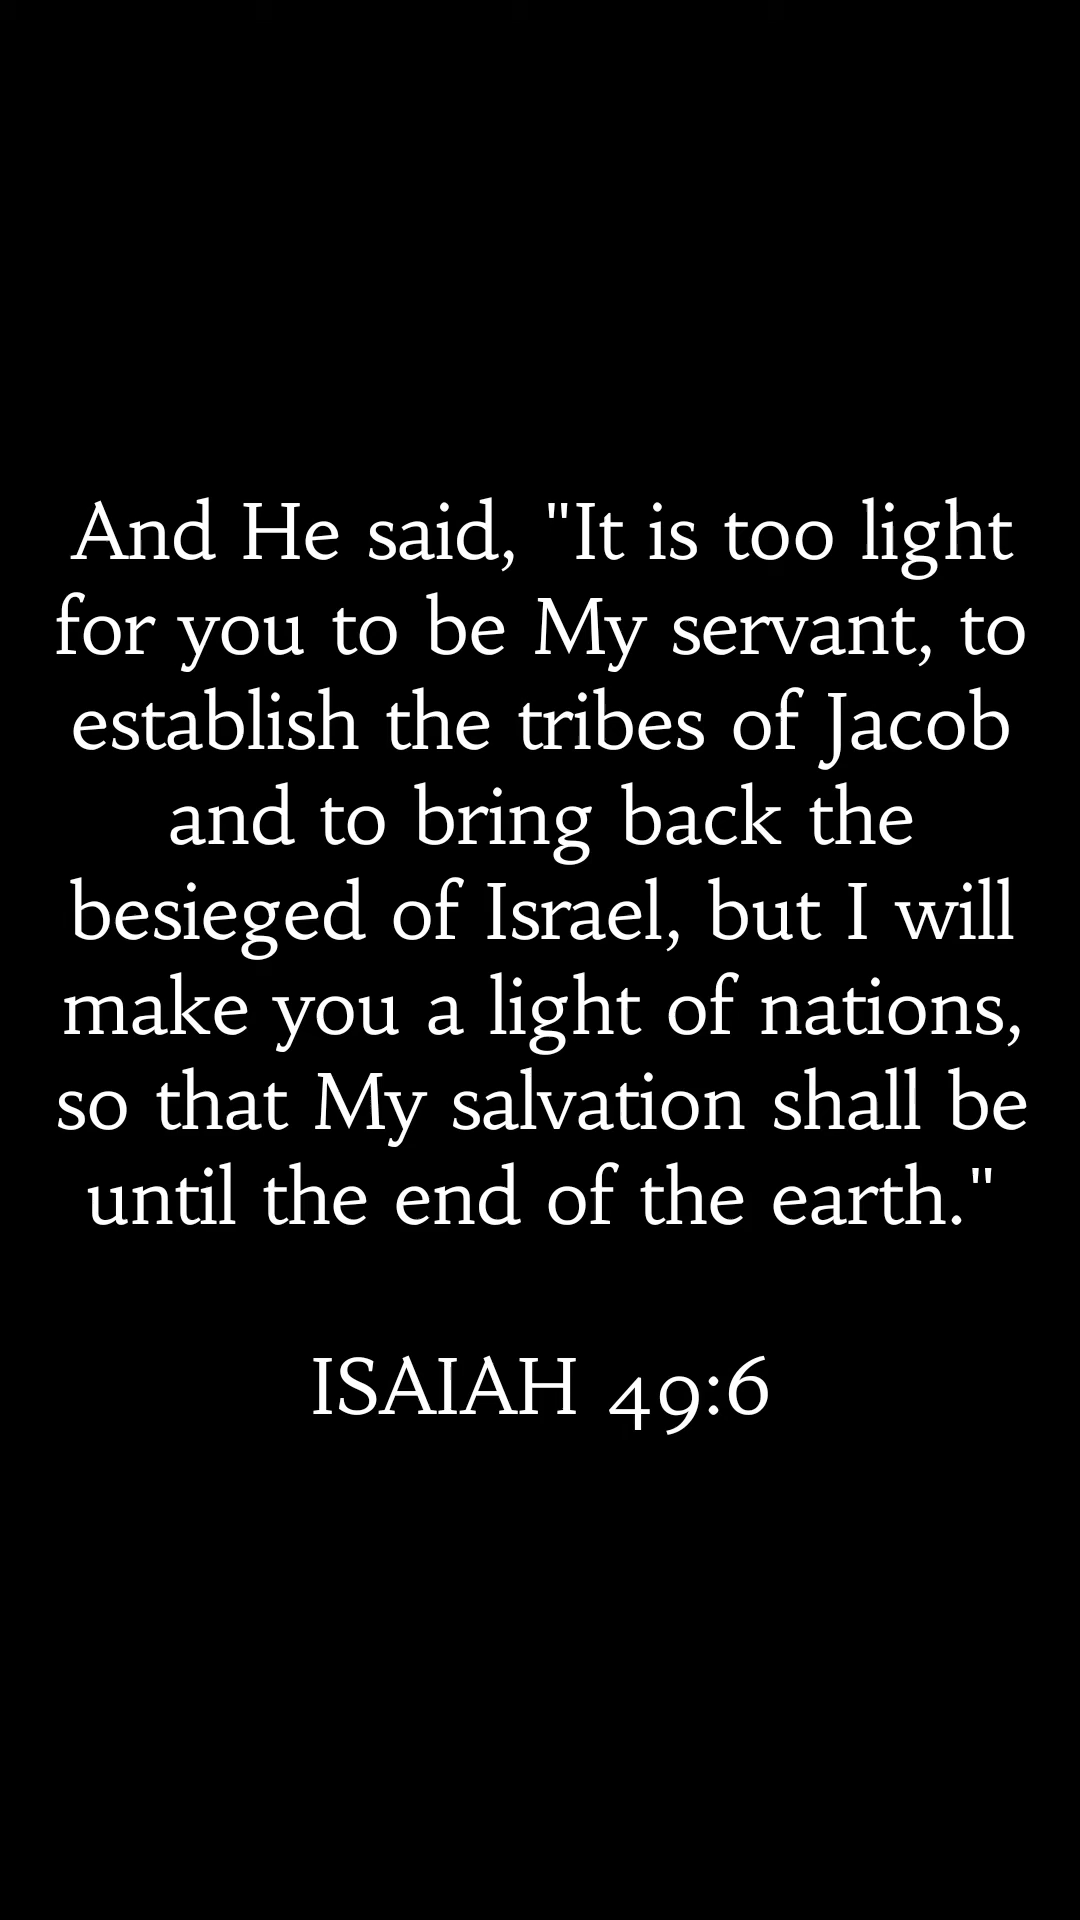 And He said, "It is too light
for you to be My servant, to
establish the tribes of Jacob
and to bring back the
besieged of Israel, but I will
make you a light of nations,
so that My salvation shall be
until the end of the earth."
ISAIAH 49:6